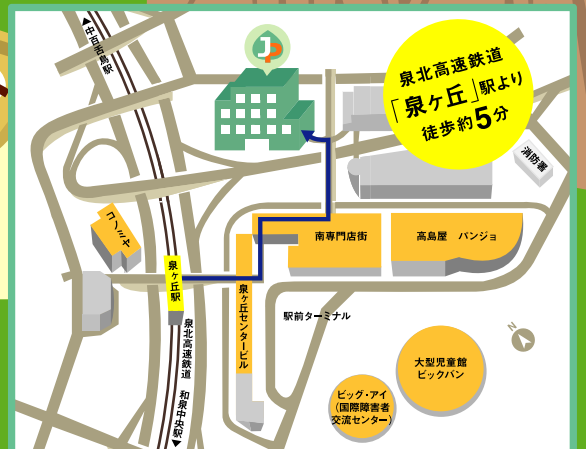 ▲中百舌鳥駅
JP
泉北高速鉄道
「泉ヶ丘」駅より
徒歩約5分
消防署
コノミヤ
南専門店街
髙島屋 パンジョ
泉ヶ丘駅
泉ヶ丘センタービル
駅前ターミナル
N
泉北高速鉄道 和泉中央駅▼
大型児童館
ビックバン
ビッグ・アイ
(国際障害者
交流センター)